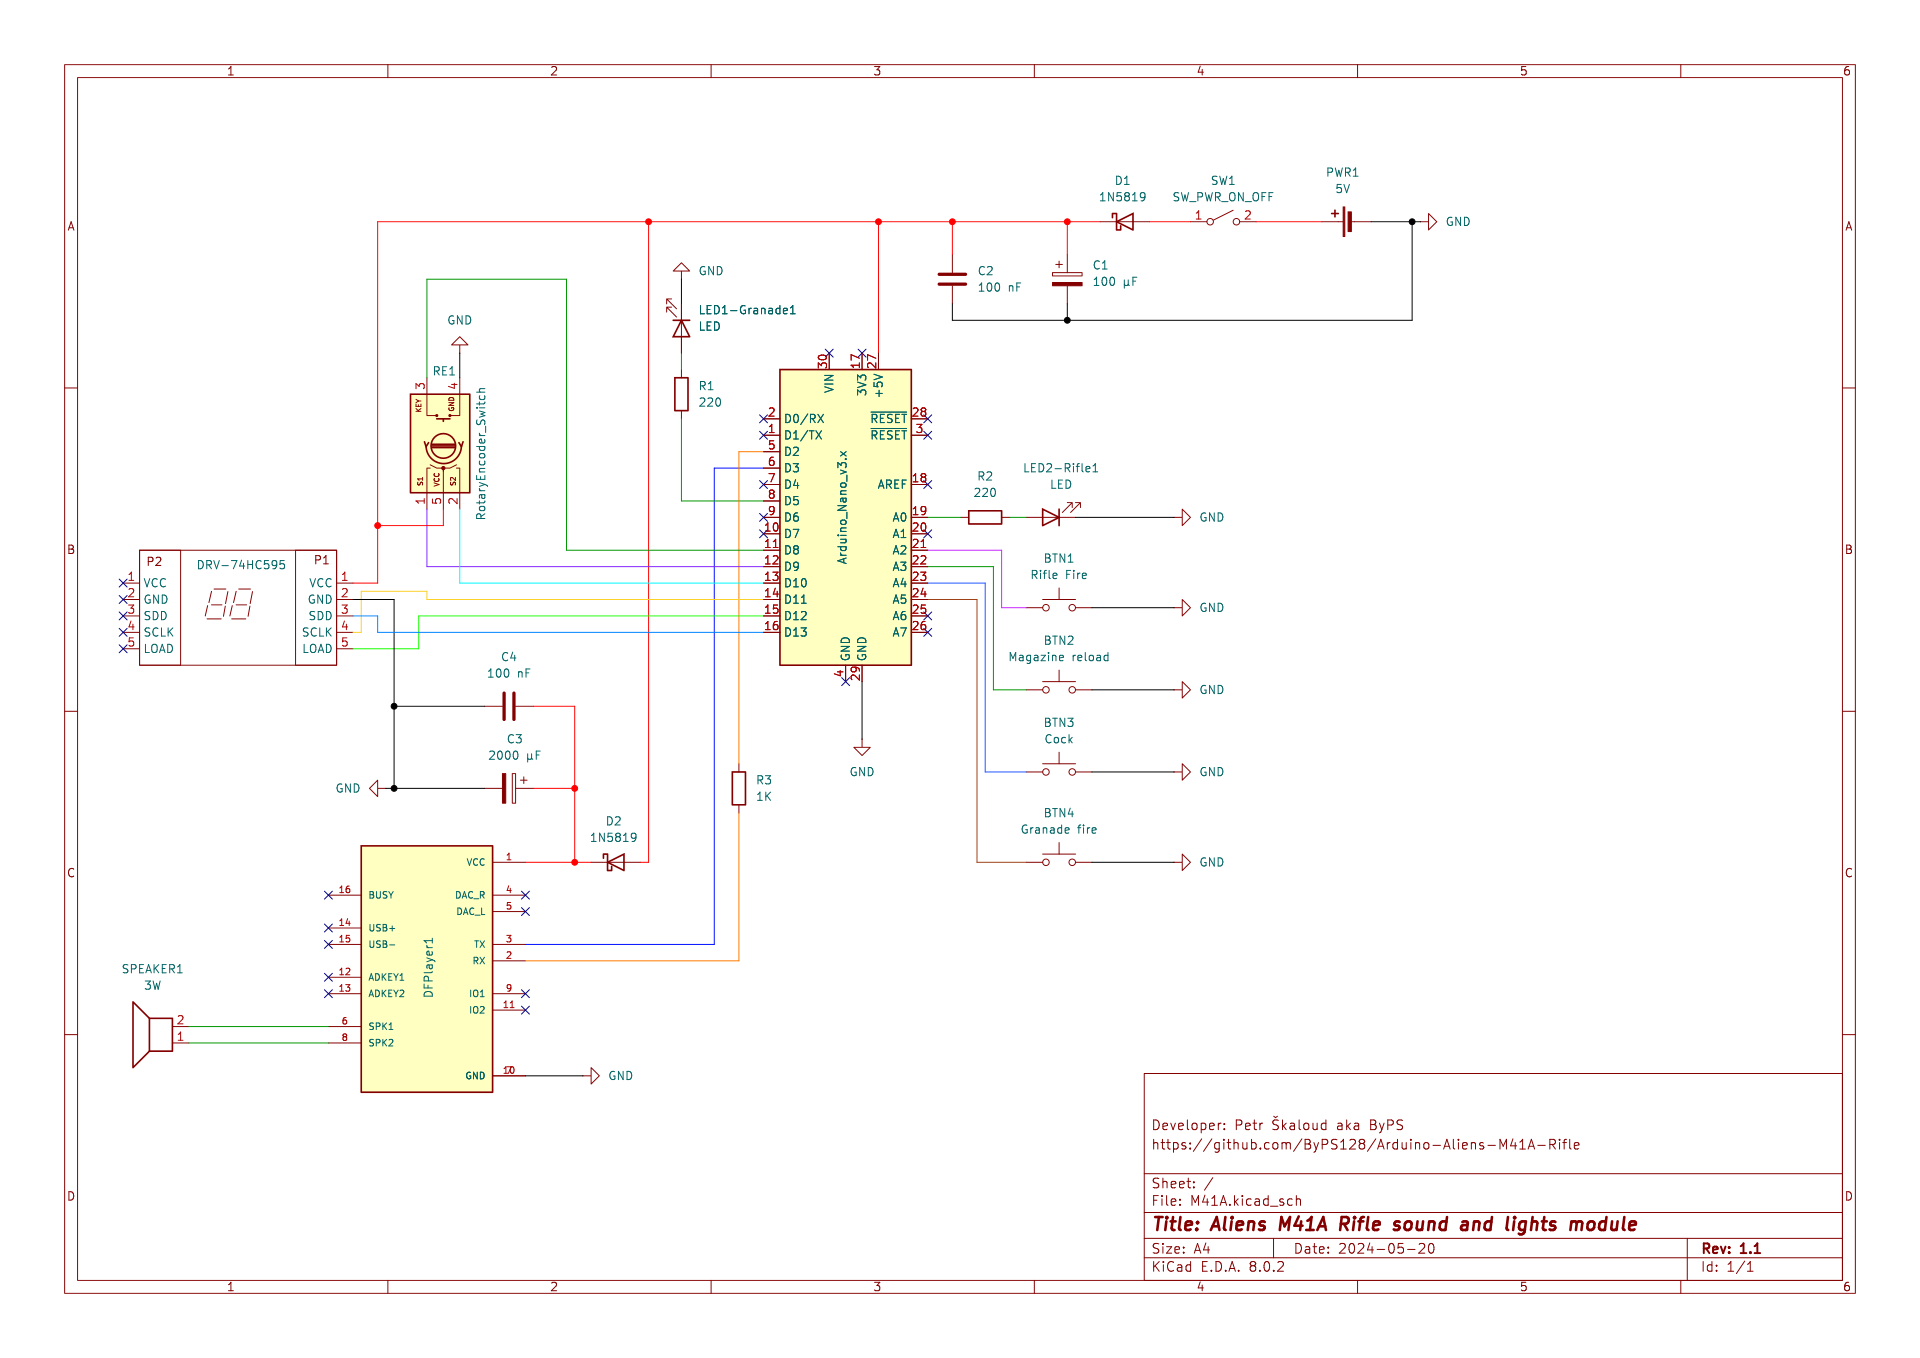 1 2 3 4 5 6
A A
B B
C C
D D
1 2 3 4 5 6
D1
1N5819
SW1
SW_PWR_ON_OFF
1 2
PWR1
5V
+
GND
C2
100 nF
+
C1
100 µF
GND
LED1-Granade1
LED
R1
220
GND
RE1
3 4
KEY GND
S1 VCC S2
1 5 2
RotaryEncoder_Switch
P2 DRV-74HC595 P1
1 VCC VCC 1
2 GND GND 2
3 SDD SDD 3
4 SCLK SCLK 4
5 LOAD LOAD 5
30 17 27
VIN 3V3 +5V
Arduino_Nano_v3.x
2 D0/RX RESET 28
1 D1/TX RESET 3
5 D2
6 D3
7 D4 AREF 18
8 D5
9 D6 A0 19
10 D7 A1 20
11 D8 A2 21
12 D9 A3 22
13 D10 A4 23
14 D11 A5 24
15 D12 A6 25
16 D13 A7 26
GND GND
4 29
GND
R2
220
LED2-Rifle1
LED
GND
BTN1
Rifle Fire
GND
BTN2
Magazine reload
GND
BTN3
Cock
GND
BTN4
Granade fire
GND
C4
100 nF
C3
2000 µF
+
GND
D2
1N5819
R3
1K
DFPlayer1
VCC 1
16 BUSY DAC_R 4
DAC_L 5
14 USB+
15 USB- TX 3
RX 2
12 ADKEY1
13 ADKEY2 IO1 9
IO2 11
6 SPK1
8 SPK2
GND 10
7
GND
SPEAKER1
3W
2
1
Developer: Petr Škaloud aka ByPS
https://github.com/ByPS128/Arduino-Aliens-M41A-Rifle
Sheet: /
File: M41A.kicad_sch
Title: Aliens M41A Rifle sound and lights module
Size: A4 Date: 2024-05-20 Rev: 1.1
KiCad E.D.A. 8.0.2 Id: 1/1